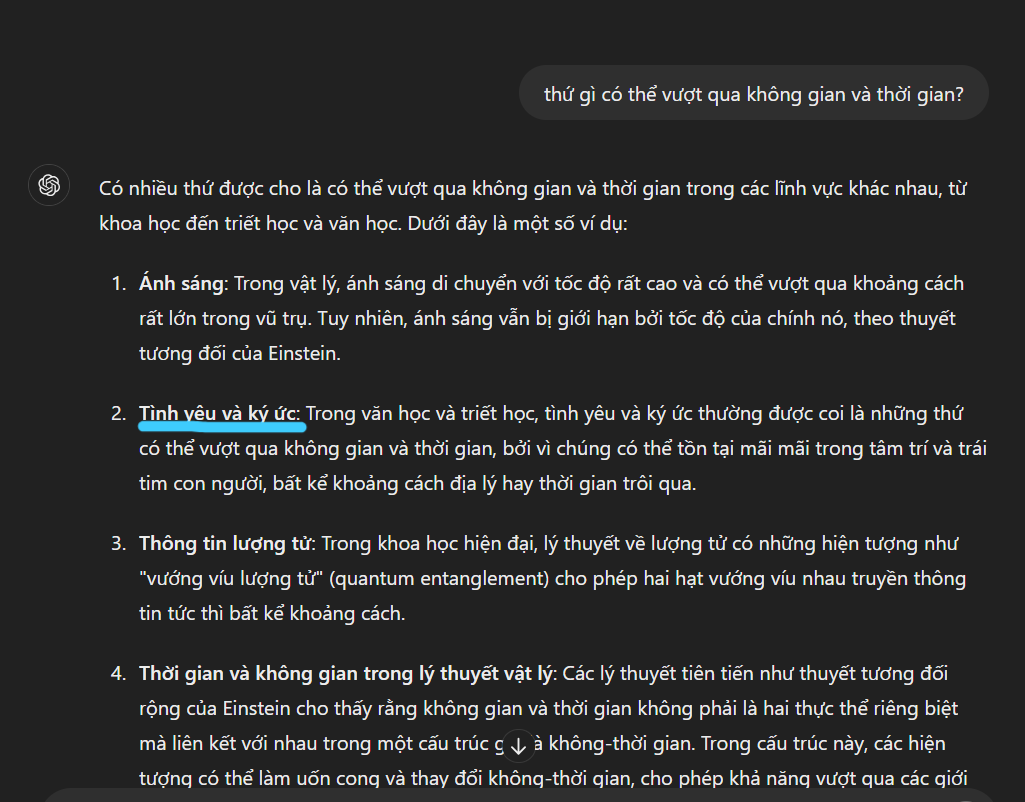 thứ gì có thể vượt qua không gian và thời gian?
Có nhiều thứ được cho là có thể vượt qua không gian và thời gian trong các lĩnh vực khác nhau, từ
khoa học đến triết học và văn học. Dưới đây là một số ví dụ:
1. Ánh sáng: Trong vật lý, ánh sáng di chuyển với tốc độ rất cao và có thể vượt qua khoảng cách
rất lớn trong vũ trụ. Tuy nhiên, ánh sáng vẫn bị giới hạn bởi tốc độ của chính nó, theo thuyết
tương đối của Einstein.
2. Tình yêu và ký ức: Trong văn học và triết học, tình yêu và ký ức thường được coi là những thứ
có thể vượt qua không gian và thời gian, bởi vì chúng có thể tồn tại mãi mãi trong tâm trí và trái
tim con người, bất kể khoảng cách địa lý hay thời gian trôi qua.
3. Thông tin lượng tử: Trong khoa học hiện đại, lý thuyết về lượng tử có những hiện tượng như
"vướng víu lượng tử" (quantum entanglement) cho phép hai hạt vướng víu nhau truyền thông
tin tức thì bất kể khoảng cách.
4. Thời gian và không gian trong lý thuyết vật lý: Các lý thuyết tiên tiến như thuyết tương đối
rộng của Einstein cho thấy rằng không gian và thời gian không phải là hai thực thể riêng biệt
mà liên kết với nhau trong một cấu trúc không-thời gian. Trong cấu trúc này, các hiện
tượng có thể làm uốn cong và thay đổi không-thời gian, cho phép khả năng vượt qua các giới